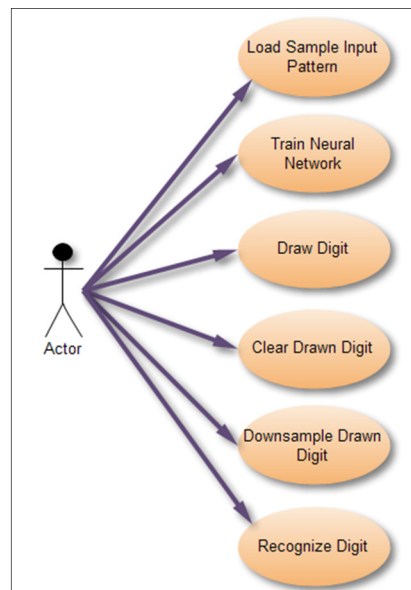 Load Sample Input
Pattern
Train Neural
Network
Draw Digit
Actor
Clear Drawn Digit
Downsample Drawn
Digit
Recognize Digit